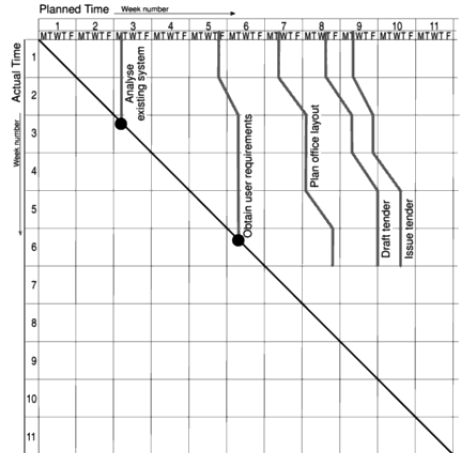 Planned Time Week number
1 2 3 4 5 6 7 8 9 10 11
MTWTF MTWTF MTWTF MTWTF MTWTF MTWTF MTWTF MTWTF MTWTF MTWTF MTWTF
Actual Time
Week number
1
2
3
4
5
6
7
8
9
10
11
Analyse
existing system
Obtain user requirements
Plan office layout
Draft tender
Issue tender